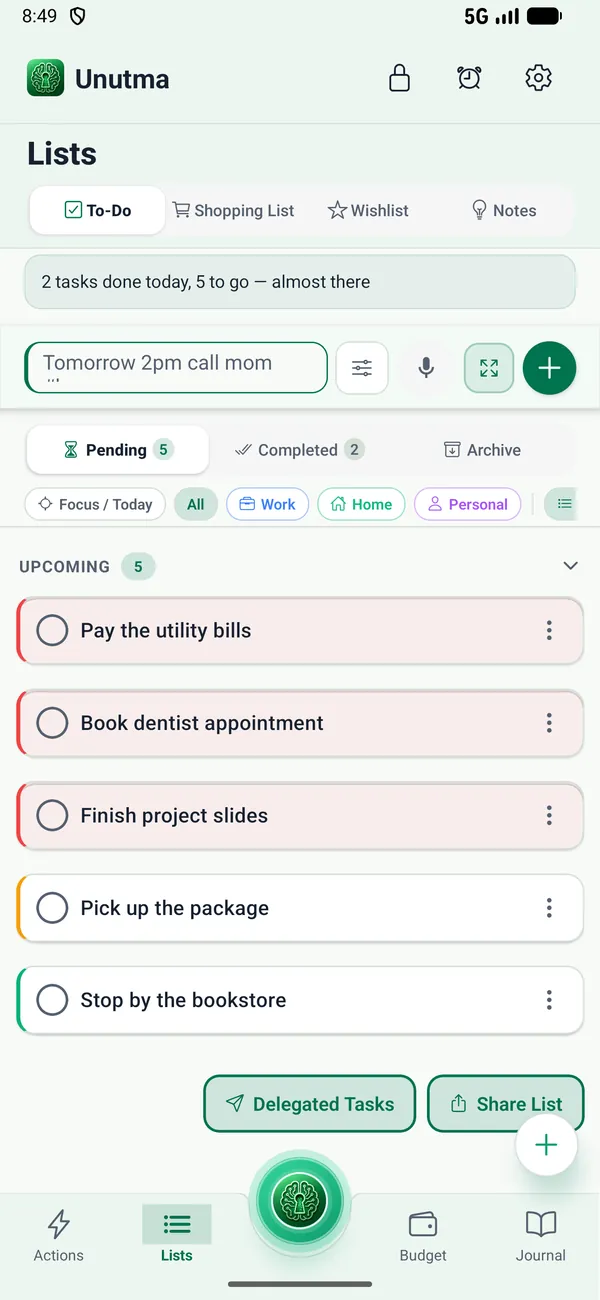 8:49 5G
Unutma
Lists
To-Do Shopping List Wishlist Notes
2 tasks done today, 5 to go — almost there
Tomorrow 2pm call mom
Pending 5 Completed 2 Archive
Focus / Today All Work Home Personal
UPCOMING 5
Pay the utility bills
Book dentist appointment
Finish project slides
Pick up the package
Stop by the bookstore
Delegated Tasks Share List
Actions Lists Budget Journal